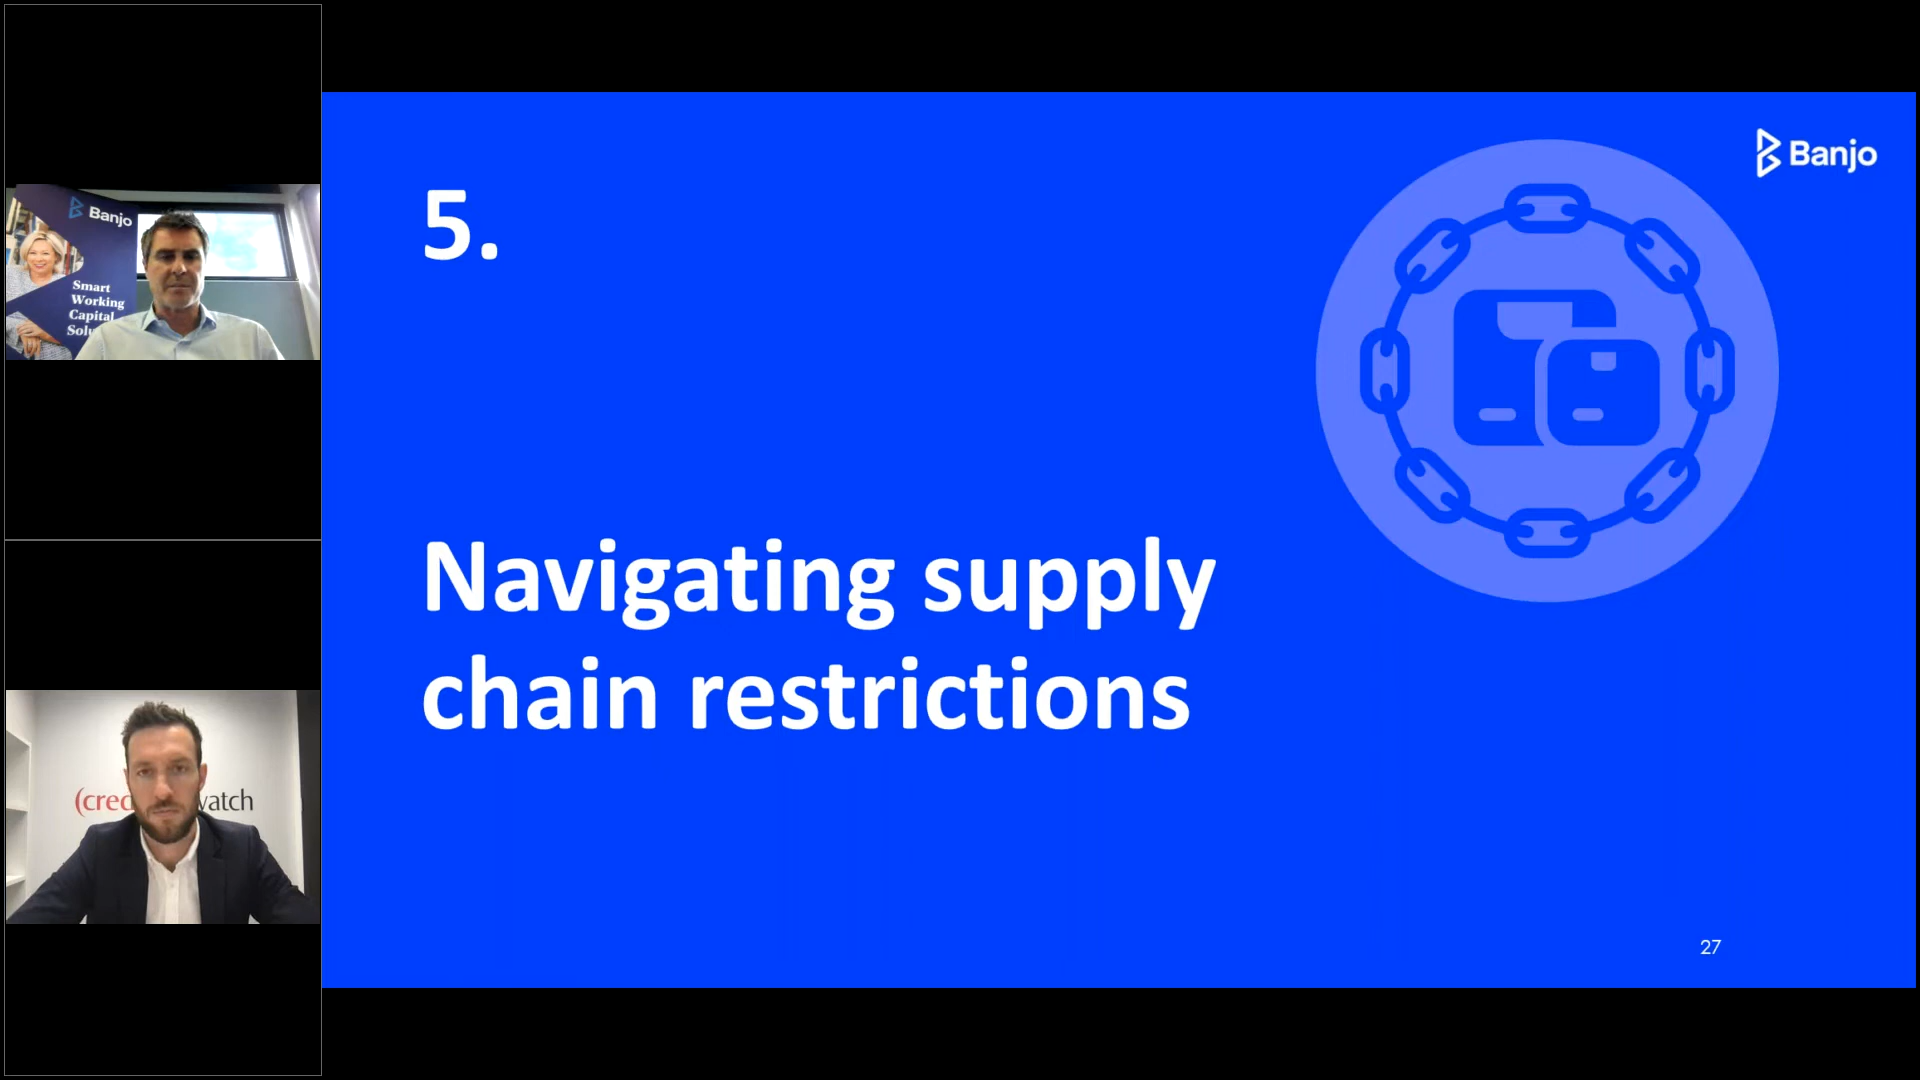 Banjo
Smart
Working
Capital
5.
Banjo
Navigating supply
chain restrictions
27